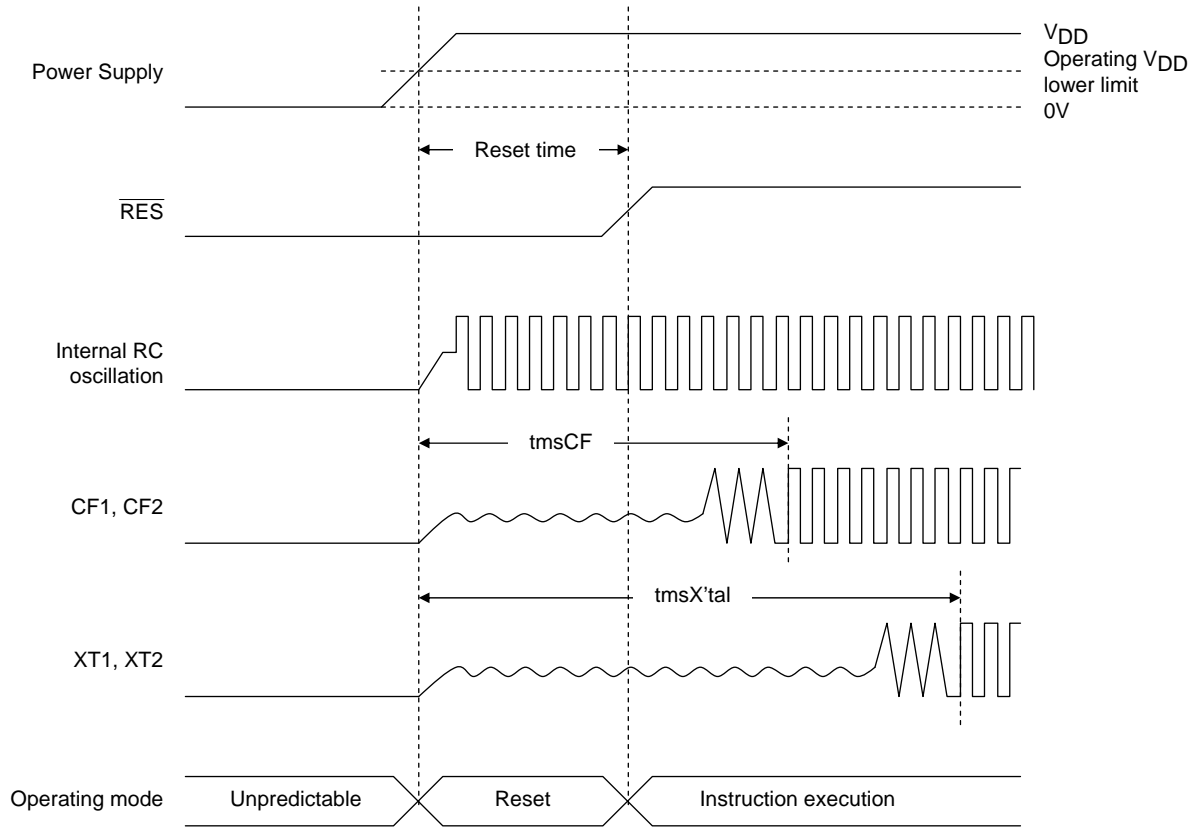 VDD
Power Supply
Operating VDD
lower limit
0V
Reset time
RES
Internal RC
oscillation
tmsCF
CF1, CF2
tmsX'tal
XT1, XT2
Operating mode
Unpredictable
Reset
Instruction execution